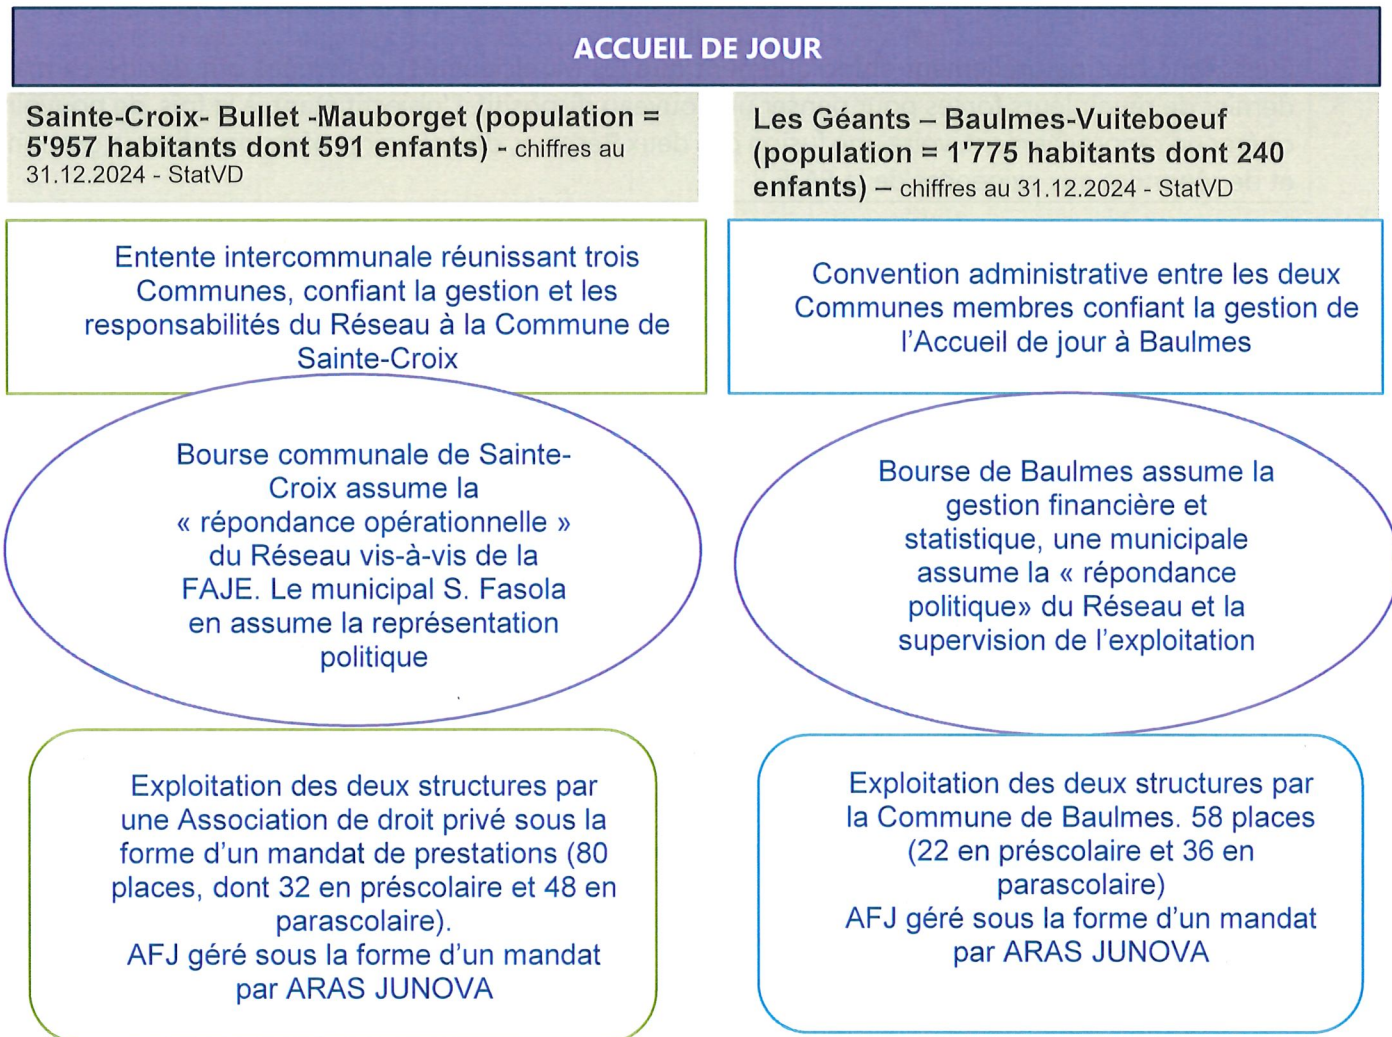 ACCUEIL DE JOUR
Sainte-Croix- Bullet -Mauborget (population =
5'957 habitants dont 591 enfants) - chiffres au
31.12.2024 - StatVD
Les Géants – Baulmes-Vuiteboeuf
(population = 1'775 habitants dont 240
enfants) – chiffres au 31.12.2024 - StatVD
Entente intercommunale réunissant trois
Communes, confiant la gestion et les
responsabilités du Réseau à la Commune de
Sainte-Croix
Convention administrative entre les deux
Communes membres confiant la gestion de
l'Accueil de jour à Baulmes
Bourse communale de Sainte-
Croix assume la
« répondance opérationnelle »
du Réseau vis-à-vis de la
FAJE. Le municipal S. Fasola
en assume la représentation
politique
Bourse de Baulmes assume la
gestion financière et
statistique, une municipale
assume la « répondance
politique» du Réseau et la
supervision de l'exploitation
Exploitation des deux structures par
une Association de droit privé sous la
forme d'un mandat de prestations (80
places, dont 32 en préscolaire et 48 en
parascolaire).
AFJ géré sous la forme d'un mandat
par ARAS JUNOVA
Exploitation des deux structures par
la Commune de Baulmes. 58 places
(22 en préscolaire et 36 en
parascolaire)
AFJ géré sous la forme d'un mandat
par ARAS JUNOVA